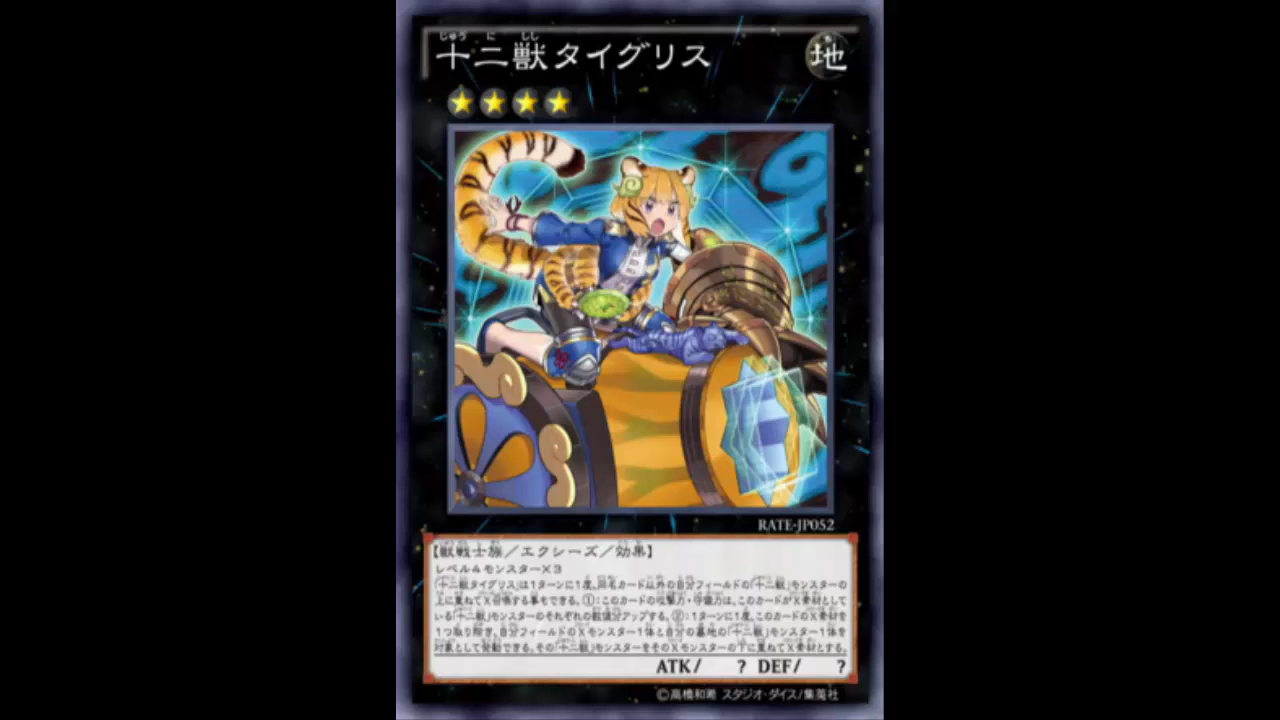 じゅう に しし
十二獣タイグリス
ち
地
RATE-JP052
【獣戦士族/エクシーズ/効果】
レベル4モンスター×3
「十二獣タイグリス」は1ターンに1度、同名カード以外の自分フィールドの「十二獣」モンスターの
上に重ねてX召喚する事もできる。①:このカードの攻撃力・守備力は、このカードがX素材として
いる「十二獣」モンスターのそれぞれの数値分アップする。②:1ターンに1度、このカードのX素材を
1つ取り除き、自分フィールドのXモンスター1体と自分の墓地の「十二獣」モンスター1体を
対象として発動できる。その「十二獣」モンスターをそのXモンスターの下に重ねてX素材とする。
ATK/ ? DEF/ ?
©高橋和希 スタジオ・ダイス/集英社